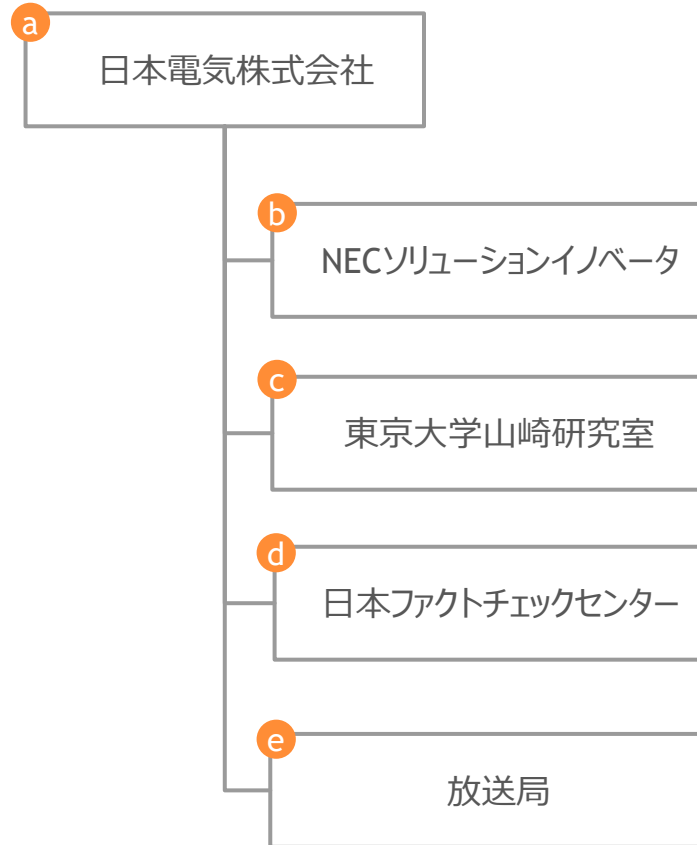 a
日本電気株式会社
b
NECソリューションイノベータ
c
東京大学山崎研究室
d
日本ファクトチェックセンター
e
放送局